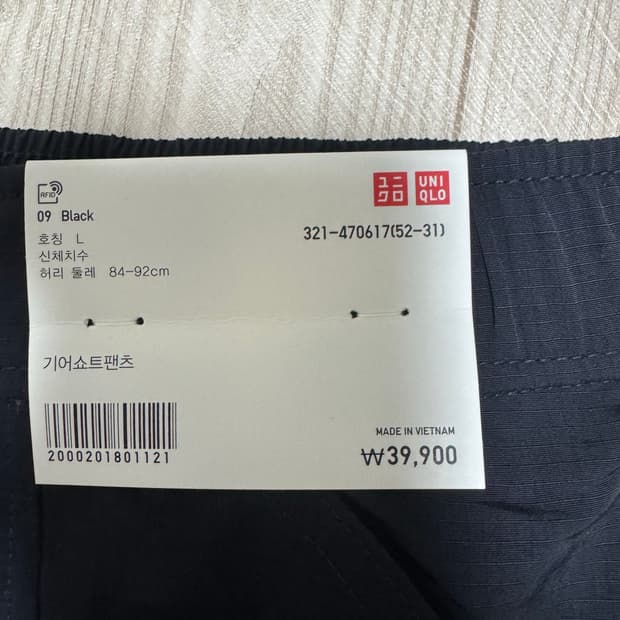 RFID
ユニ
クロ
UNI
QLO
09 Black
호칭 L
321-470617(52-31)
신체치수
허리 둘레 84-92cm
기어쇼트팬츠
2000201801121
MADE IN VIETNAM
₩39,900